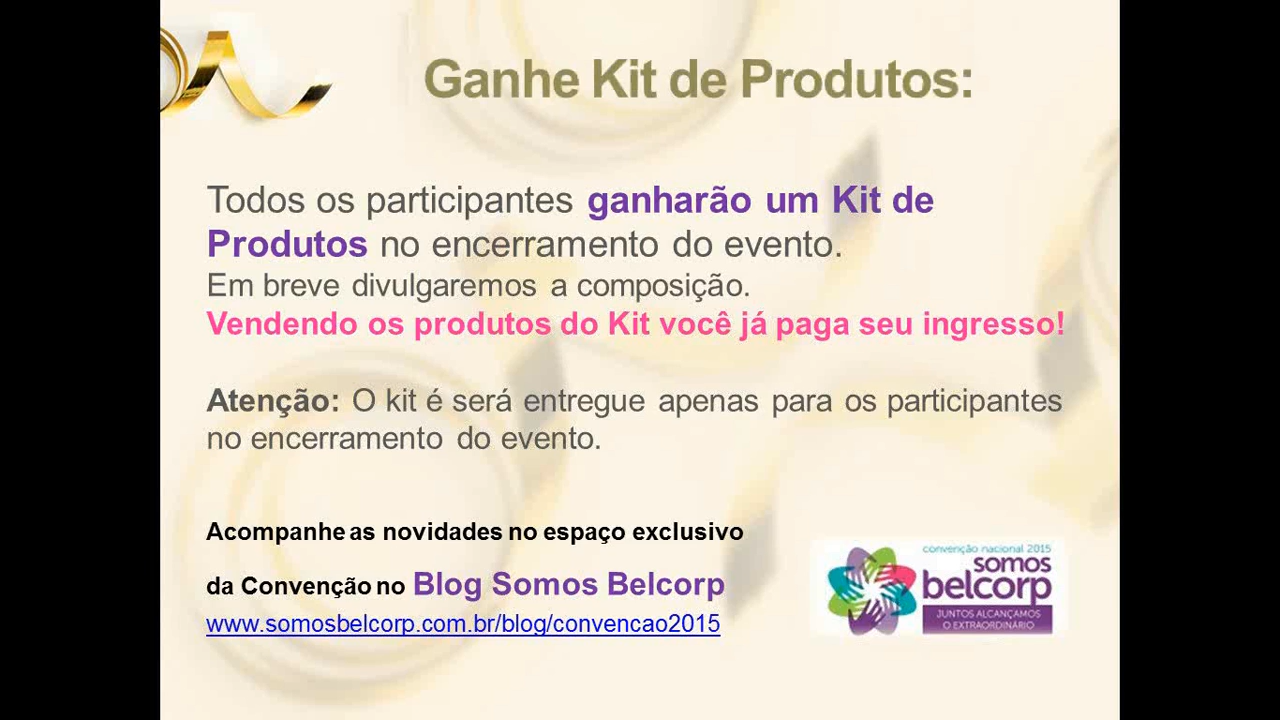 Ganhe Kit de Produtos:
Todos os participantes ganharão um Kit de
Produtos no encerramento do evento.
Em breve divulgaremos a composição.
Vendendo os produtos do Kit você já paga seu ingresso!
Atenção: O kit é será entregue apenas para os participantes
no encerramento do evento.
Acompanhe as novidades no espaço exclusivo
da Convenção no Blog Somos Belcorp
www.somosbelcorp.com.br/blog/convencao2015
convenção nacional 2015
somos
belcorp
JUNTOS ALCANÇAMOS
O EXTRAORDINÁRIO